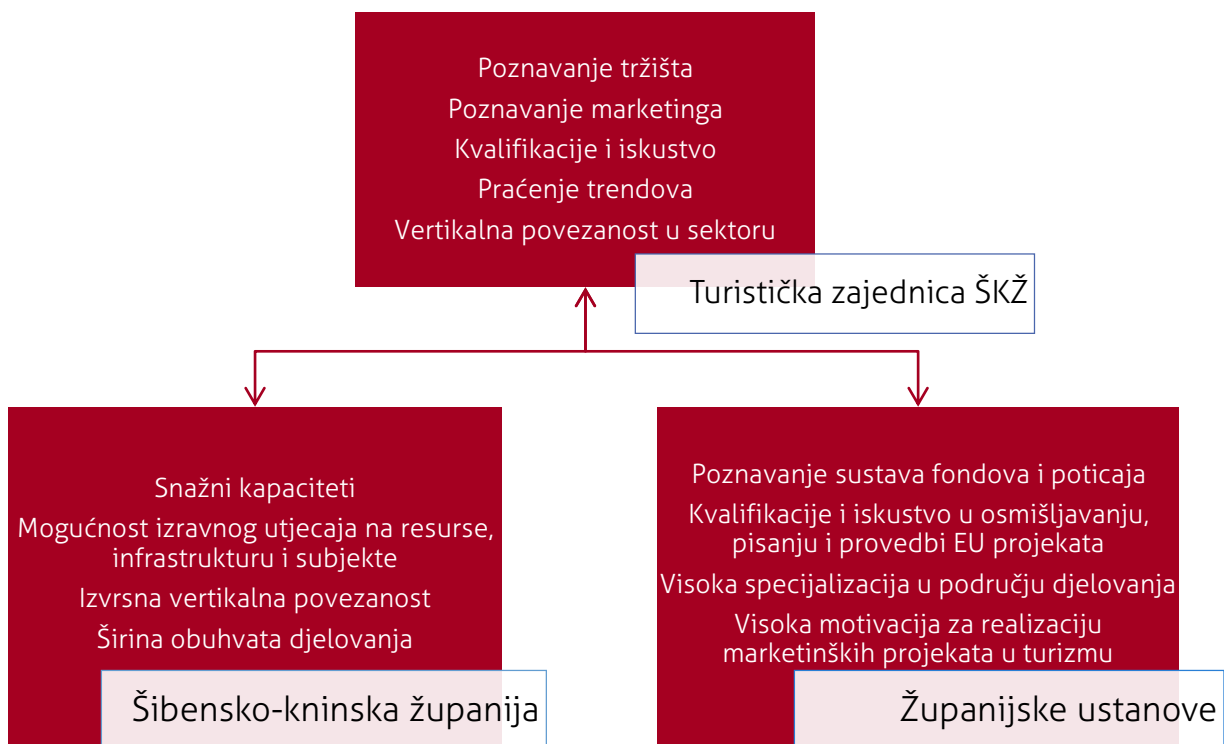 Poznavanje tržišta
Poznavanje marketinga
Kvalifikacije i iskustvo
Praćenje trendova
Vertikalna povezanost u sektoru
Turistička zajednica ŠKŽ
Snažni kapaciteti
Mogućnost izravnog utjecaja na resurse,
infrastrukturu i subjekte
Izvrsna vertikalna povezanost
Širina obuhvata djelovanja
Šibensko-kninska županija
Poznavanje sustava fondova i poticaja
Kvalifikacije i iskustvo u osmišljavanju,
pisanju i provedbi EU projekata
Visoka specijalizacija u području djelovanja
Visoka motivacija za realizaciju
marketinških projekata u turizmu
Županijske ustanove